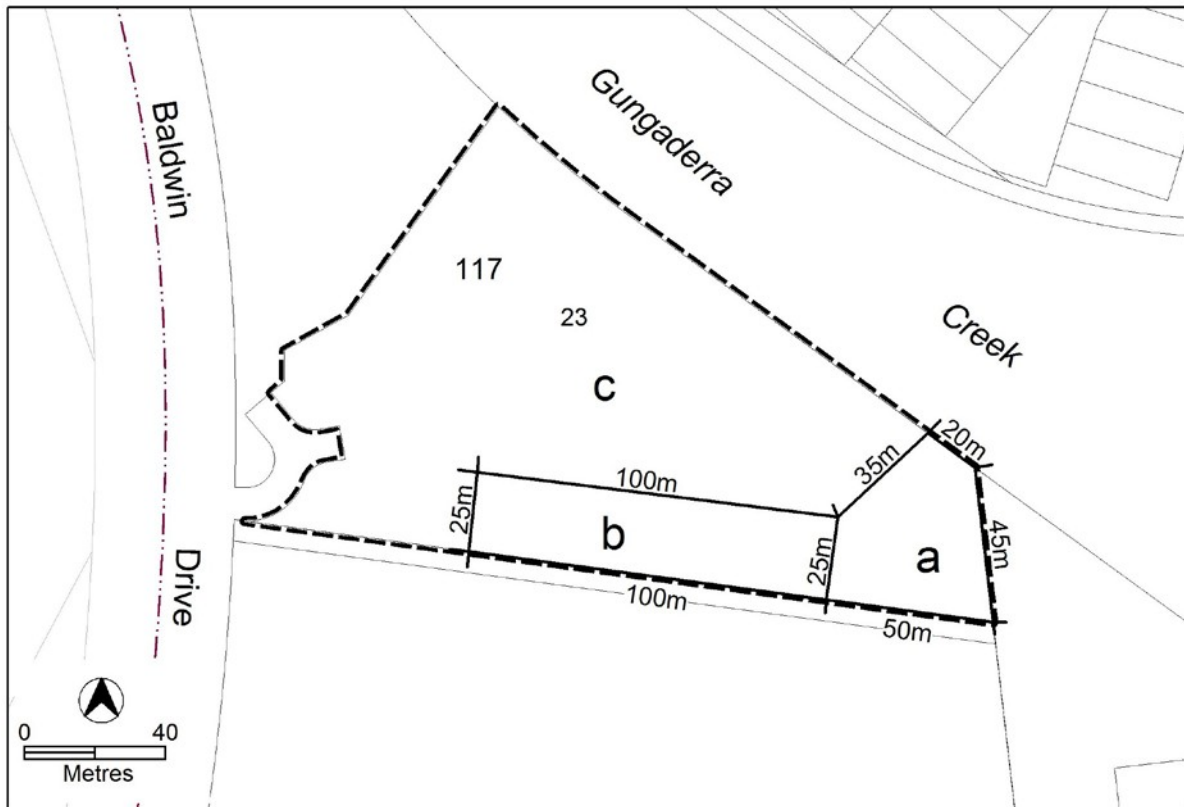 Gungaderra
Baldwin
117
23
Creek
c
20m
35m
100m
25m
b
25m
a
45m
100m
50m
Drive
0 40
Metres